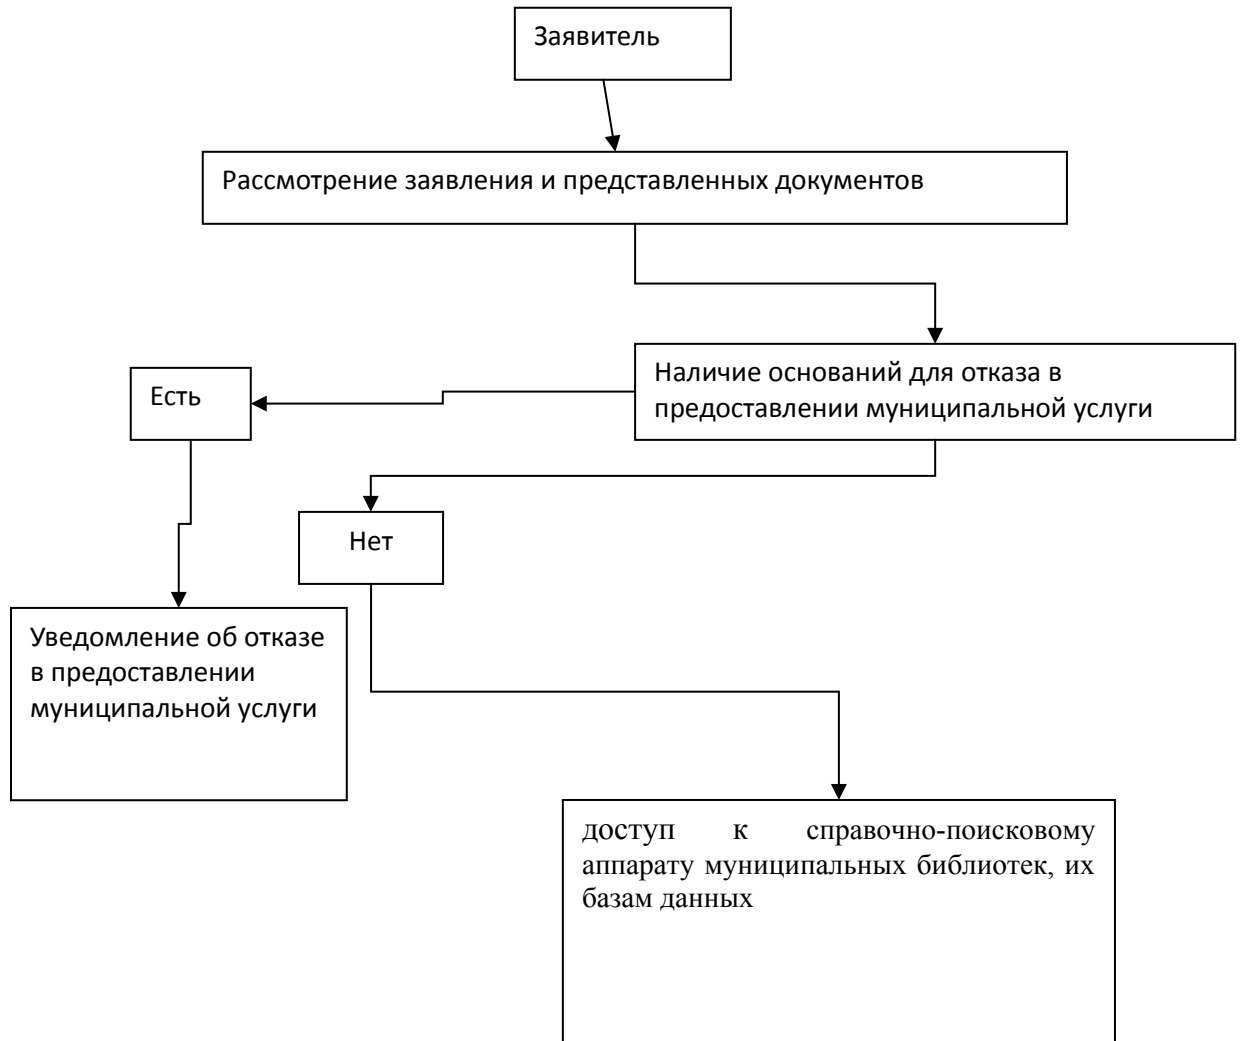 Заявитель
Рассмотрение заявления и представленных документов
Наличие оснований для отказа в
предоставлении муниципальной услуги
Есть
Нет
Уведомление об отказе
в предоставлении
муниципальной услуги
доступ к справочно-поисковому
аппарату муниципальных библиотек, их
базам данных